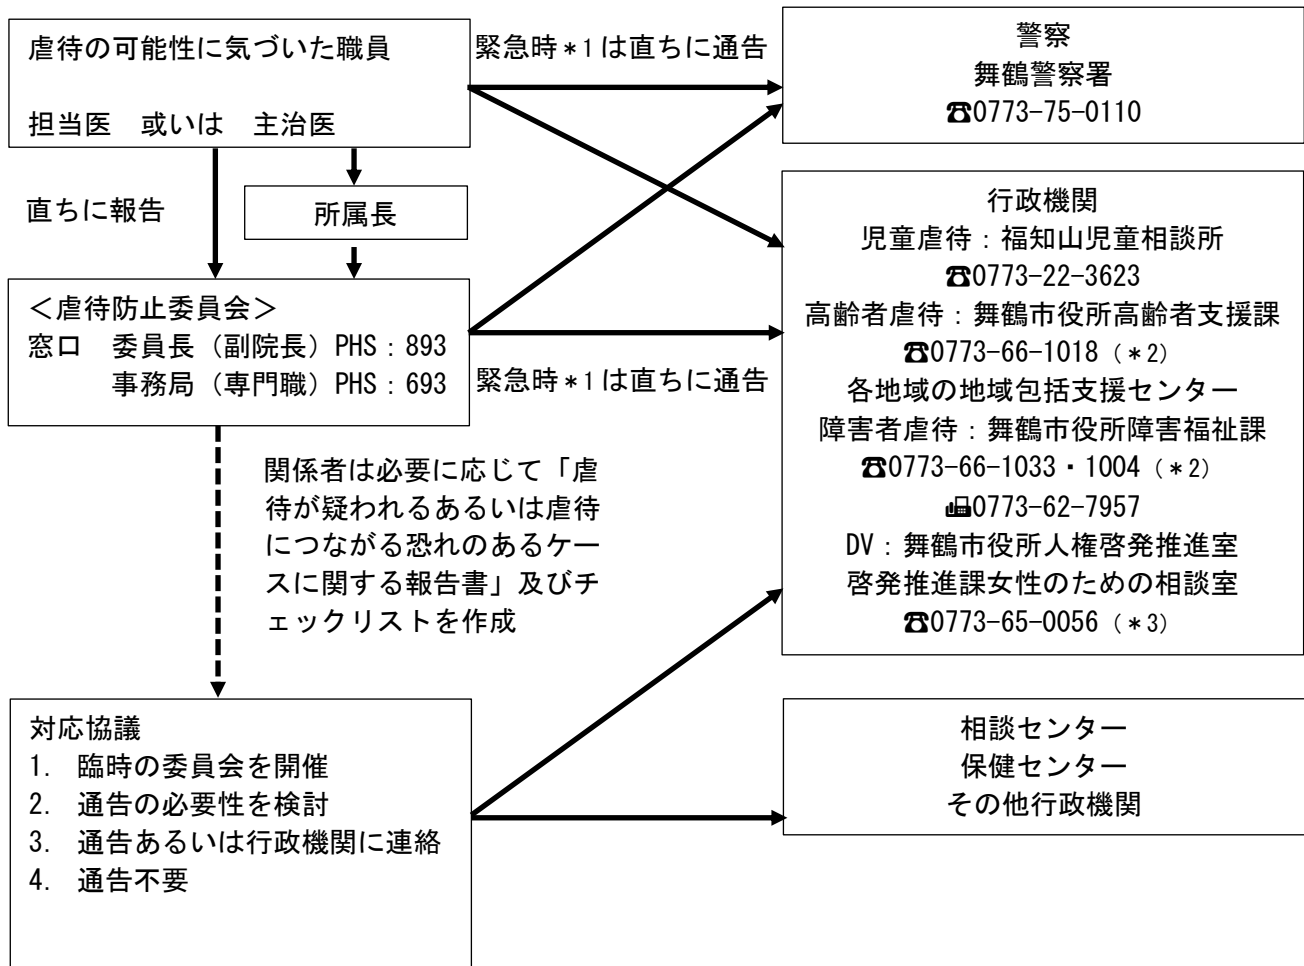 虐待の可能性に気づいた職員
担当医　或いは　主治医
緊急時＊1は直ちに通告
警察
舞鶴警察署
☎0773-75-0110
直ちに報告
所属長
＜虐待防止委員会＞
窓口　委員長（副院長）PHS：893
事務局（専門職）PHS：693
緊急時＊1は直ちに通告
行政機関
児童虐待：福知山児童相談所
☎0773-22-3623
高齢者虐待：舞鶴市役所高齢者支援課
☎0773-66-1018（＊2）
各地域の地域包括支援センター
障害者虐待：舞鶴市役所障害福祉課
☎0773-66-1033・1004（＊2）
📠0773-62-7957
DV：舞鶴市役所人権啓発推進室
啓発推進課女性のための相談室
☎0773-65-0056（＊3）
関係者は必要に応じて「虐
待が疑われるあるいは虐待
につながる恐れのあるケー
スに関する報告書」及びチ
ェックリストを作成
対応協議
1.　臨時の委員会を開催
2.　通告の必要性を検討
3.　通告あるいは行政機関に連絡
4.　通告不要
相談センター
保健センター
その他行政機関